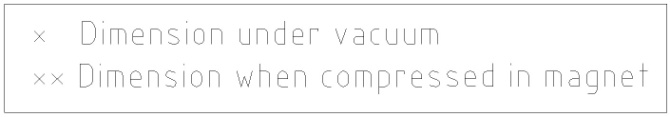 × Dimension under vacuum
×× Dimension when compressed in magnet